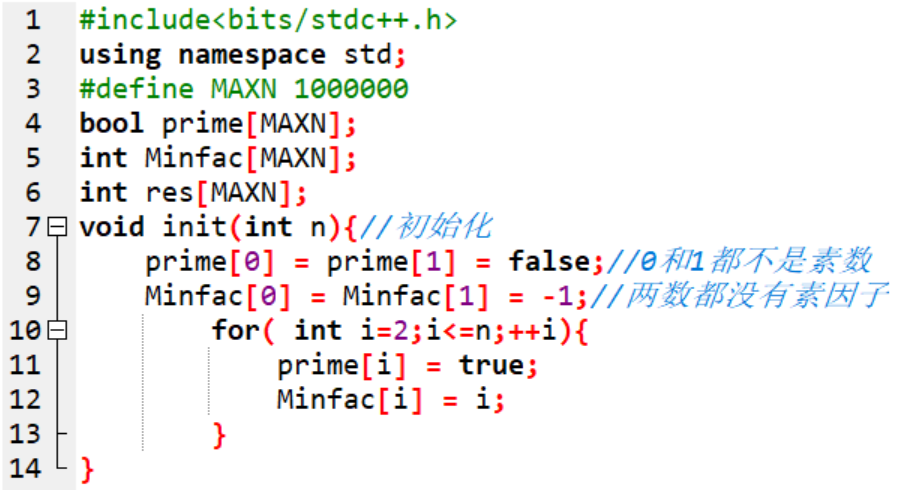 1 #include<bits/stdc++.h>
2 using namespace std;
3 #define MAXN 1000000
4 bool prime[MAXN];
5 int Minfac[MAXN];
6 int res[MAXN];
7 void init(int n){//初始化
8 prime[0] = prime[1] = false;//0和1都不是素数
9 Minfac[0] = Minfac[1] = -1;//两数都没有素因子
10 for( int i=2;i<=n;++i){
11 prime[i] = true;
12 Minfac[i] = i;
13 }
14 }